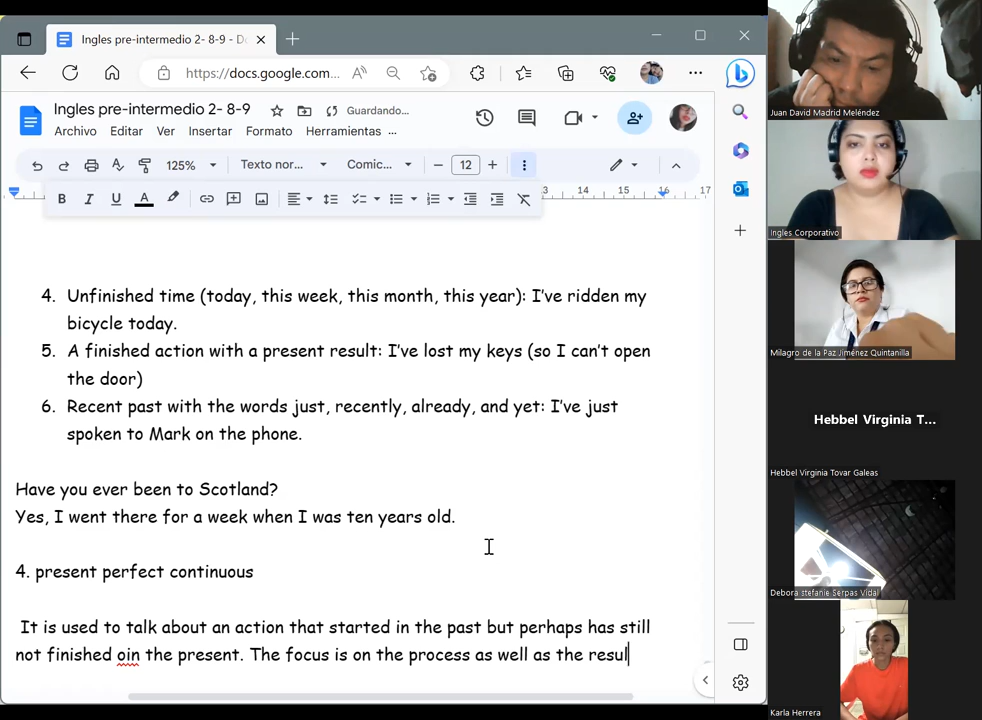 Ingles pre-intermedio 2- 8-9 - Do
https://docs.google.com...
Ingles pre-intermedio 2- 8-9
Guardando...
Archivo Editar Ver Insertar Formato Herramientas ...
125% Texto nor... Comic... 12
13 14 15 16 17
4. Unfinished time (today, this week, this month, this year): I've ridden my
bicycle today.
5. A finished action with a present result: I've lost my keys (so I can't open
the door)
6. Recent past with the words just, recently, already, and yet: I've just
spoken to Mark on the phone.
Have you ever been to Scotland?
Yes, I went there for a week when I was ten years old.
4. present perfect continuous
It is used to talk about an action that started in the past but perhaps has still
not finished oin the present. The focus is on the process as well as the resul
Juan David Madrid Meléndez
Ingles Corporativo
Milagro de la Paz Jiménez Quintanilla
Hebbel Virginia T...
Hebbel Virginia Tovar Galeas
Debora stefanie Serpas Vidal
Karla Herrera